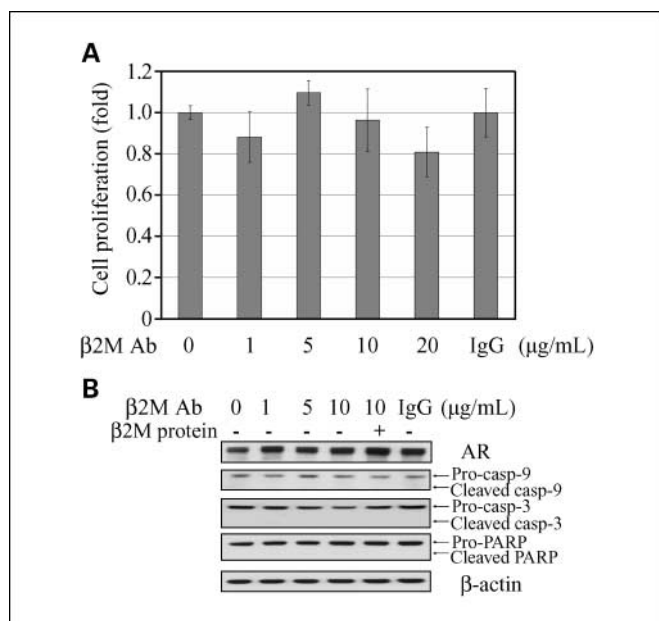 A
Cell proliferation (fold)
1.2
1.0
0.8
0.6
0.4
0.2
0
β2M Ab 0 1 5 10 20 IgG (μg/mL)
B
β2M Ab 0 1 5 10 10 IgG (μg/mL)
β2M protein - - - - + -
AR
Pro-casp-9
Cleaved casp-9
Pro-casp-3
Cleaved casp-3
Pro-PARP
Cleaved PARP
β-actin